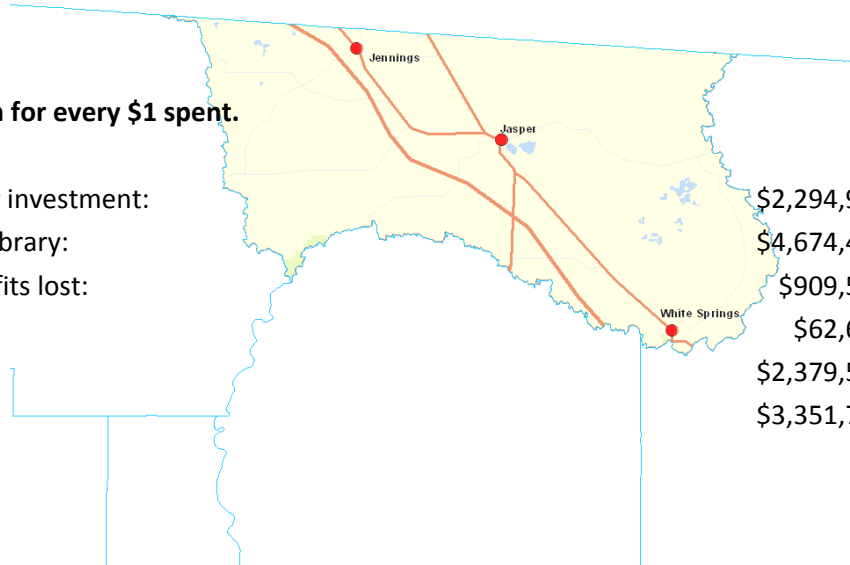 Jennings
for every $1 spent.
Jasper
investment: $2,294,9
brary: $4,674,4
fits lost: $909,5
White Springs
$62,6
$2,379,5
$3,351,7